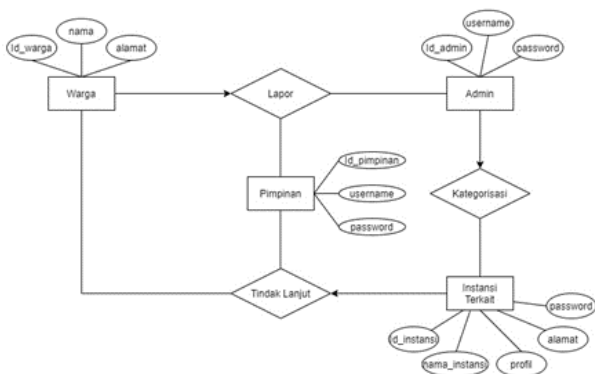 nama
Id_warga
alamat
Warga
Lapor
username
Id_admin
password
Admin
Id_pimpinan
Pimpinan
username
password
Kategorisasi
Tindak Lanjut
Instansi
Terkait
password
id_instansi
alamat
nama_instansi
profil